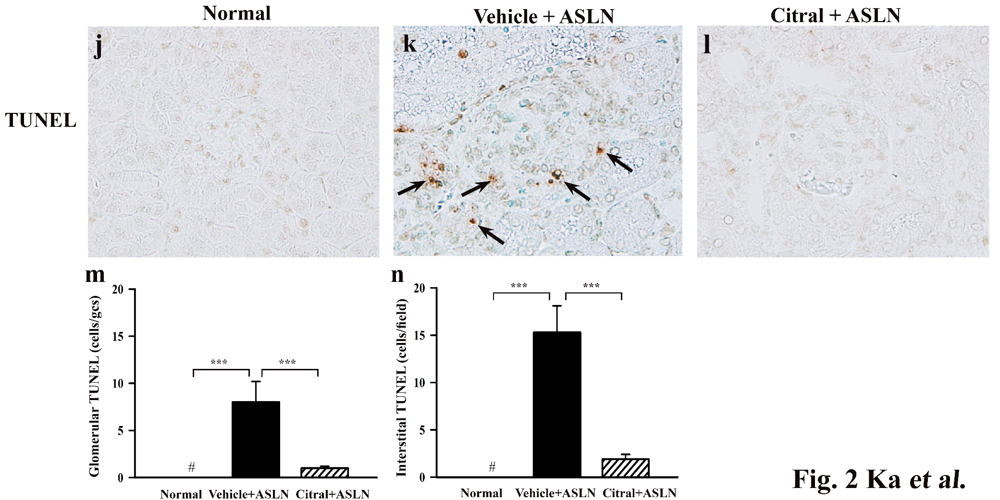 Normal
Vehicle + ASLN
Citral + ASLN
j
k
l
TUNEL
m
Glomerular TUNEL (cells/gcs)
20
15
10
5
0
***
***
#
Normal
Vehicle+ASLN
Citral+ASLN
n
Interstital TUNEL (cells/field)
20
15
10
5
0
***
***
#
Normal
Vehicle+ASLN
Citral+ASLN
Fig. 2 Ka et al.